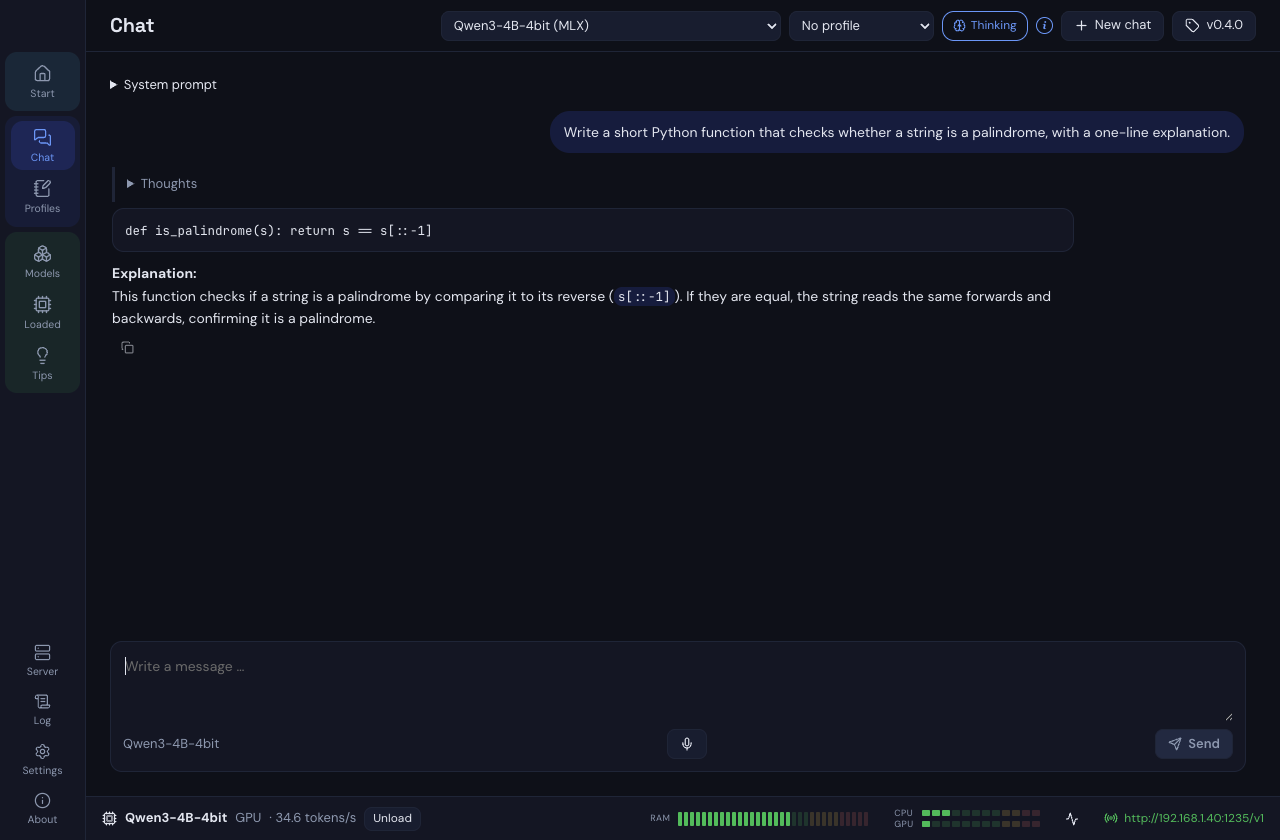 Chat
Qwen3-4B-4bit (MLX)
No profile
Thinking
i
New chat
v0.4.0
Start
Chat
Profiles
Models
Loaded
Tips
Server
Log
Settings
About
System prompt
Write a short Python function that checks whether a string is a palindrome, with a one-line explanation.
Thoughts
def is_palindrome(s): return s == s[::-1]
Explanation:
This function checks if a string is a palindrome by comparing it to its reverse ( s[::-1] ). If they are equal, the string reads the same forwards and
backwards, confirming it is a palindrome.
Write a message ...
Qwen3-4B-4bit
Send
Qwen3-4B-4bit GPU · 34.6 tokens/s Unload
RAM
CPU
GPU
http://192.168.1.40:1235/v1